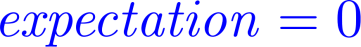 expectation = 0